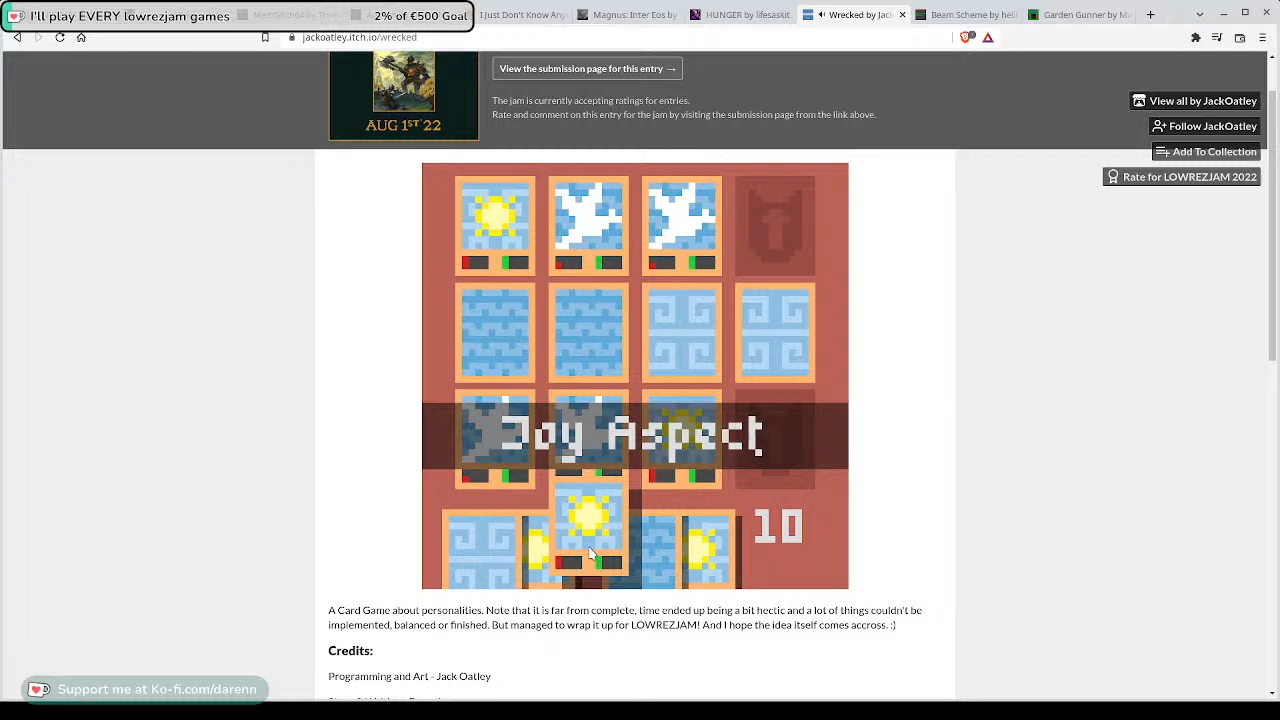 I'll play EVERY lowrezjam games
2% of €500 Goal
I Just Don't Know Any
Magnus: Inter Eos by
HUNGER by lifesaskit
Wrecked by Jack
Beam Scheme by helli
Garden Gunner by Ma
jackoatley.itch.io/wrecked
AUG 1ST '22
View the submission page for this entry →
The jam is currently accepting ratings for entries.
Rate and comment on this entry for the jam by visiting the submission page from the link above.
View all by JackOatley
Follow JackOatley
Add To Collection
Rate for LOWREZJAM 2022
Joy Aspect
10
A Card Game about personalities. Note that it is far from complete, time ended up being a bit hectic and a lot of things couldn't be
implemented, balanced or finished. But managed to wrap it up for LOWREZJAM! And I hope the idea itself comes accross. :)
Credits:
Programming and Art - Jack Oatley
Support me at Ko-fi.com/darenn